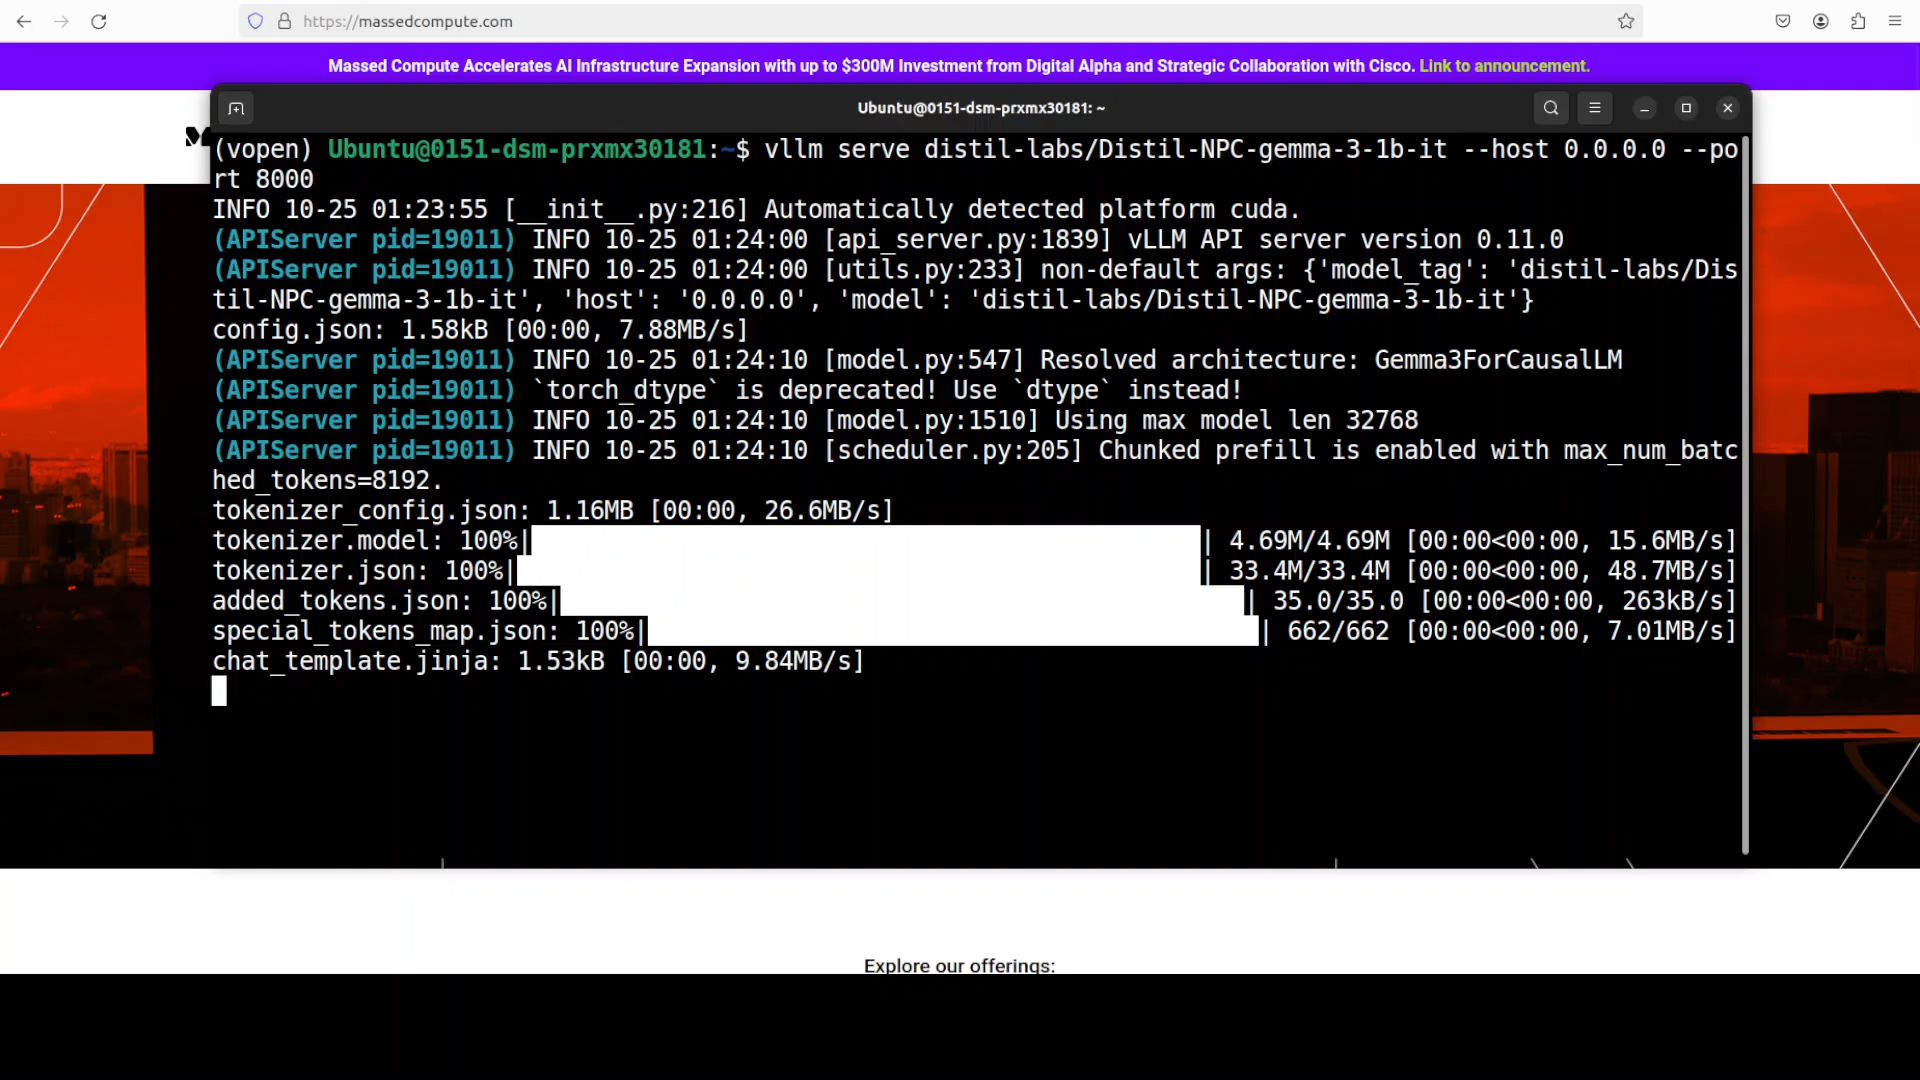 https://massedcompute.com
Massed Compute Accelerates AI Infrastructure Expansion with up to $300M Investment from Digital Alpha and Strategic Collaboration with Cisco. Link to announcement.
Ubuntu@0151-dsm-prxmx30181: ~
(vopen) Ubuntu@0151-dsm-prxmx30181:~$ vllm serve distil-labs/Distil-NPC-gemma-3-1b-it --host 0.0.0.0 --po
rt 8000
INFO 10-25 01:23:55 [__init__.py:216] Automatically detected platform cuda.
(APIServer pid=19011) INFO 10-25 01:24:00 [api_server.py:1839] vLLM API server version 0.11.0
(APIServer pid=19011) INFO 10-25 01:24:00 [utils.py:233] non-default args: {'model_tag': 'distil-labs/Dis
til-NPC-gemma-3-1b-it', 'host': '0.0.0.0', 'model': 'distil-labs/Distil-NPC-gemma-3-1b-it'}
config.json: 1.58kB [00:00, 7.88MB/s]
(APIServer pid=19011) INFO 10-25 01:24:10 [model.py:547] Resolved architecture: Gemma3ForCausalLM
(APIServer pid=19011) `torch_dtype` is deprecated! Use `dtype` instead!
(APIServer pid=19011) INFO 10-25 01:24:10 [model.py:1510] Using max model len 32768
(APIServer pid=19011) INFO 10-25 01:24:10 [scheduler.py:205] Chunked prefill is enabled with max_num_batc
hed_tokens=8192.
tokenizer_config.json: 1.16MB [00:00, 26.6MB/s]
tokenizer.model: 100%| | 4.69M/4.69M [00:00<00:00, 15.6MB/s]
tokenizer.json: 100%| | 33.4M/33.4M [00:00<00:00, 48.7MB/s]
added_tokens.json: 100%| | 35.0/35.0 [00:00<00:00, 263kB/s]
special_tokens_map.json: 100%| | 662/662 [00:00<00:00, 7.01MB/s]
chat_template.jinja: 1.53kB [00:00, 9.84MB/s]
Explore our offerings: